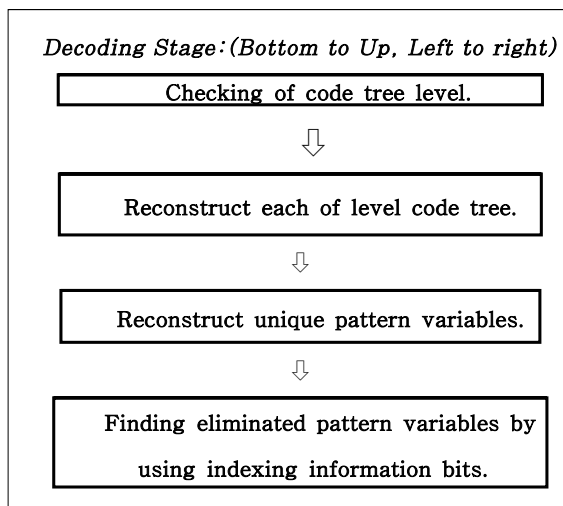 Decoding Stage:(Bottom to Up, Left to right)
Checking of code tree level.
Reconstruct each of level code tree.
Reconstruct unique pattern variables.
Finding eliminated pattern variables by
using indexing information bits.